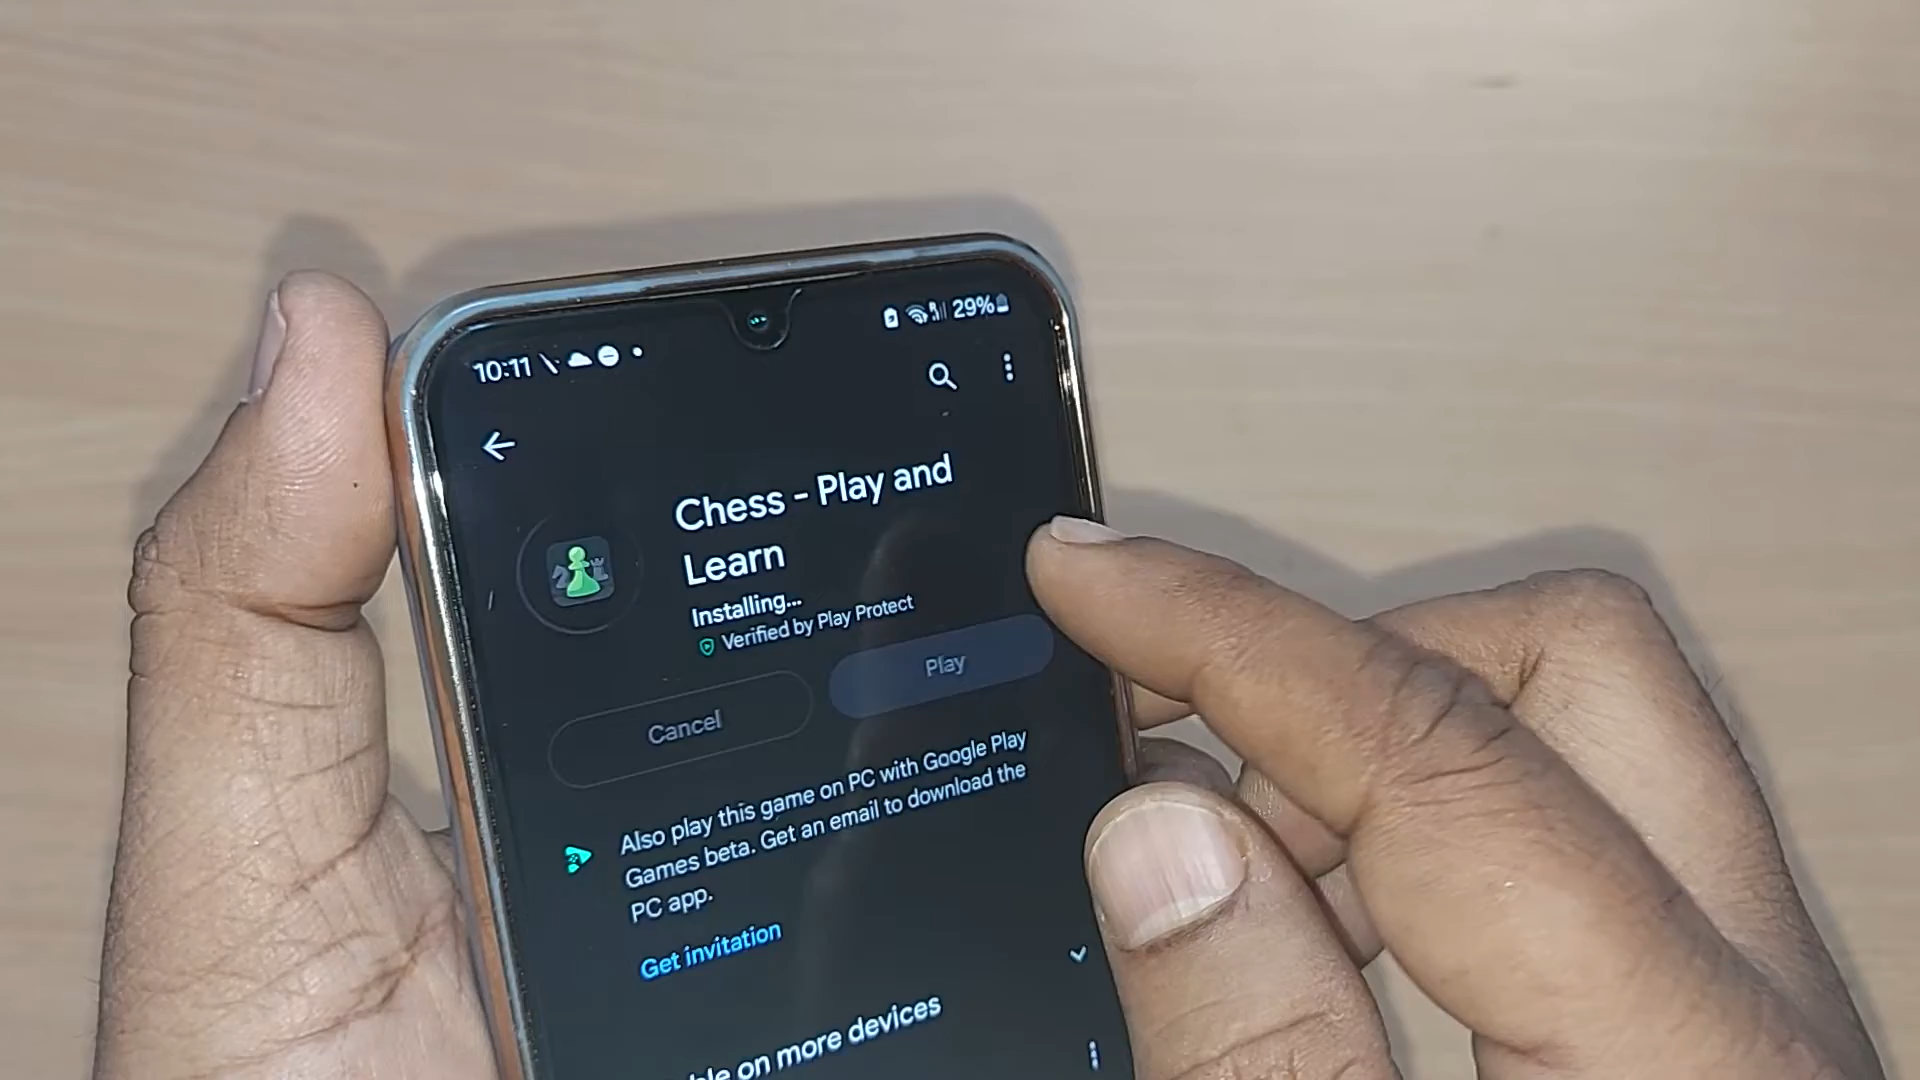 10:11
29%
Chess - Play and
Learn
Installing...
Verified by Play Protect
Cancel
Play
Also play this game on PC with Google Play
Games beta. Get an email to download the
PC app.
Get invitation
on more devices